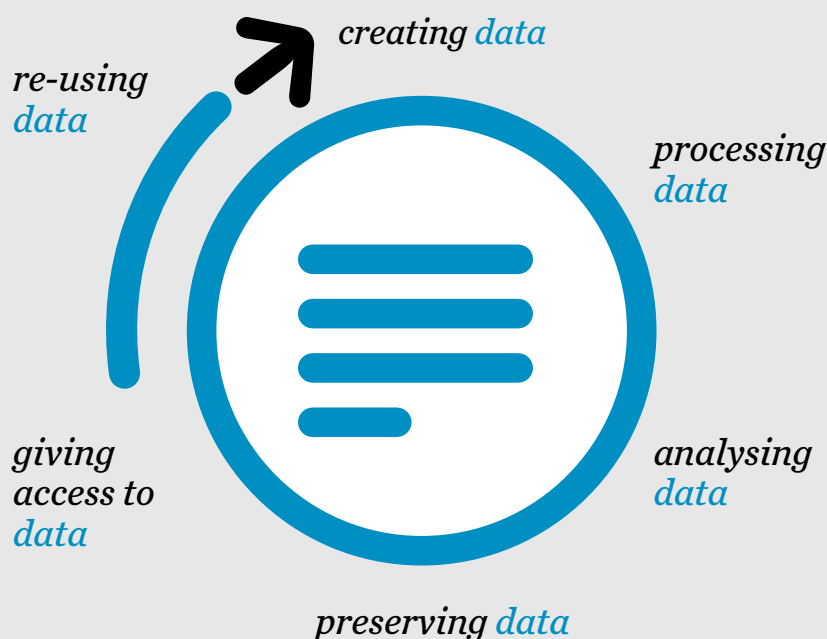 creating data
processing
data
analysing
data
preserving data
giving
access to
data
re-using
data